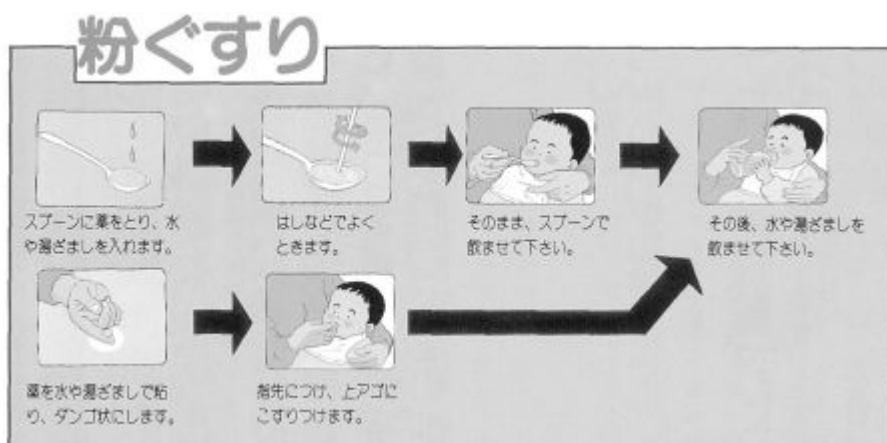 粉ぐすり
スプーンに薬をとり、水
や湯ざましを入れます。
はしなどでよく
ときます。
そのまま、スプーンで
飲ませて下さい。
その後、水や湯ざましを
飲ませて下さい。
薬を水や湯ざましで粘
り、ダンゴ状にします。
指先につけ、上アゴに
こすりつけます。